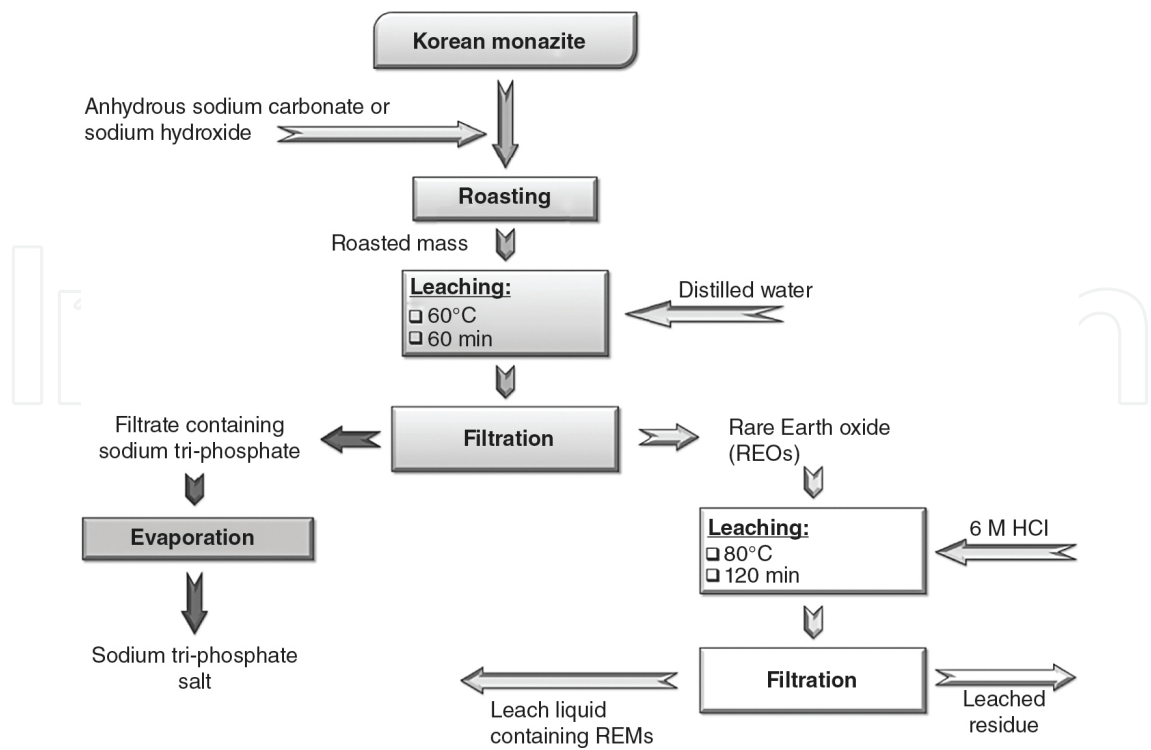 Korean monazite
Anhydrous sodium carbonate or
sodium hydroxide
Roasting
Roasted mass
Leaching:
❑ 60°C
❑ 60 min
Distilled water
Filtration
Filtrate containing
sodium tri-phosphate
Rare Earth oxide
(REOs)
Evaporation
Leaching:
❑ 80°C
❑ 120 min
6 M HCl
Sodium tri-phosphate
salt
Filtration
Leach liquid
containing REMs
Leached
residue